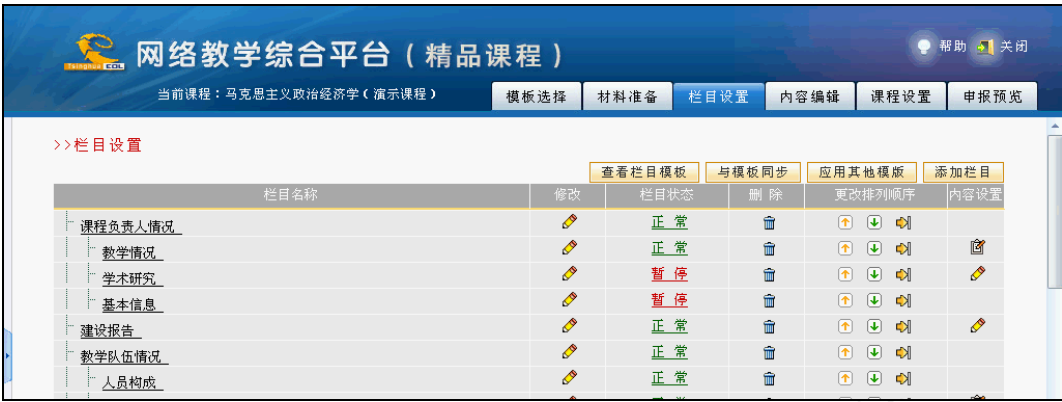 网络教学综合平台（精品课程）
帮助 关闭
Tsinghua EOL
当前课程：马克思主义政治经济学（演示课程）
模板选择 材料准备 栏目设置 内容编辑 课程设置 申报预览
>>栏目设置
查看栏目模板 与模板同步 应用其他模版 添加栏目
栏目名称 修改 栏目状态 删 除 更改排列顺序 内容设置
课程负责人情况 正 常
教学情况 正 常
学术研究 暂 停
基本信息 暂 停
建设报告 正 常
教学队伍情况 正 常
人员构成 正 常